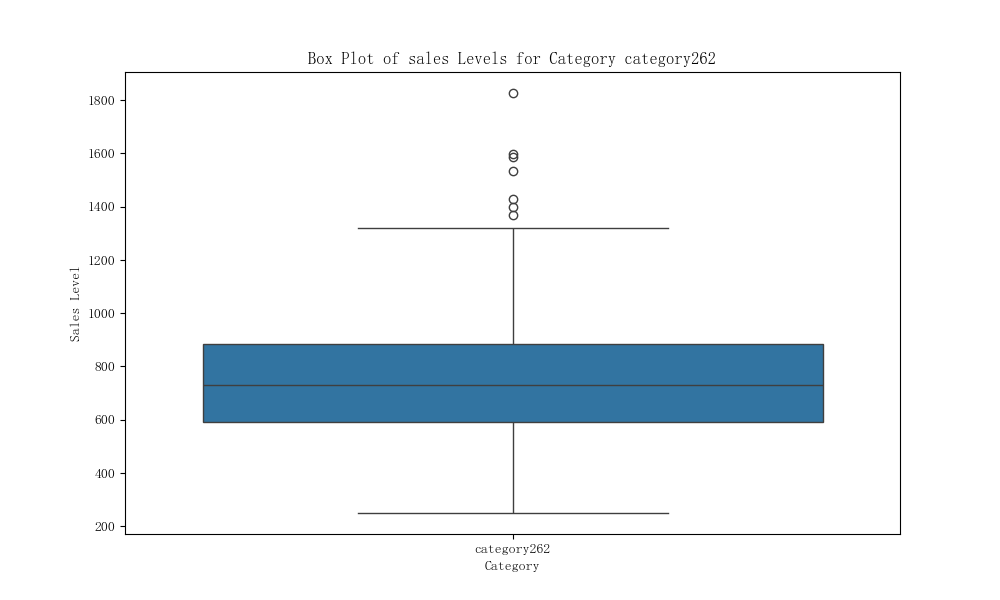 Box Plot of sales Levels for Category category262
1800
1600
1400
1200
1000
800
600
400
200
Sales Level
category262
Category